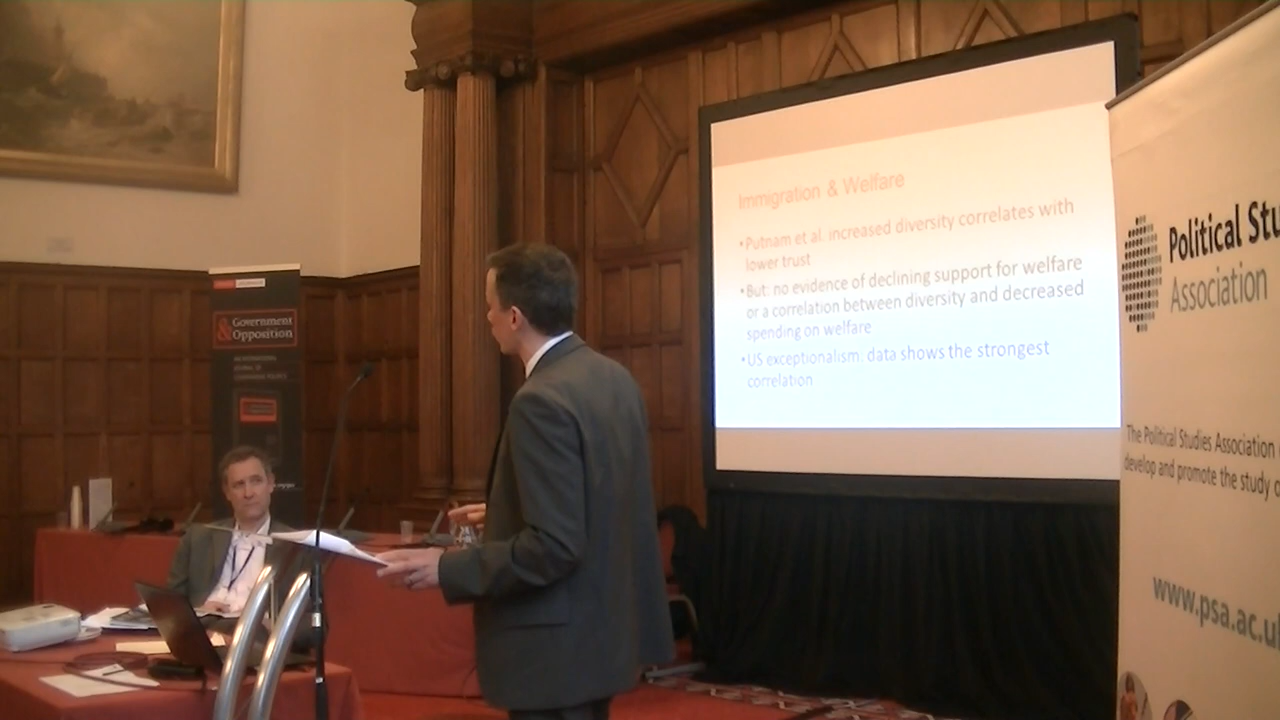 Immigration & Welfare
•Putnam et al. increased diversity correlates with
lower trust
•But: no evidence of declining support for welfare
or a correlation between diversity and decreased
spending on welfare
•US exceptionalism: data shows the strongest
correlation
Government
& Opposition
Political Stu
Association
The Political Studies Association
develop and promote the study
www.psa.ac.u